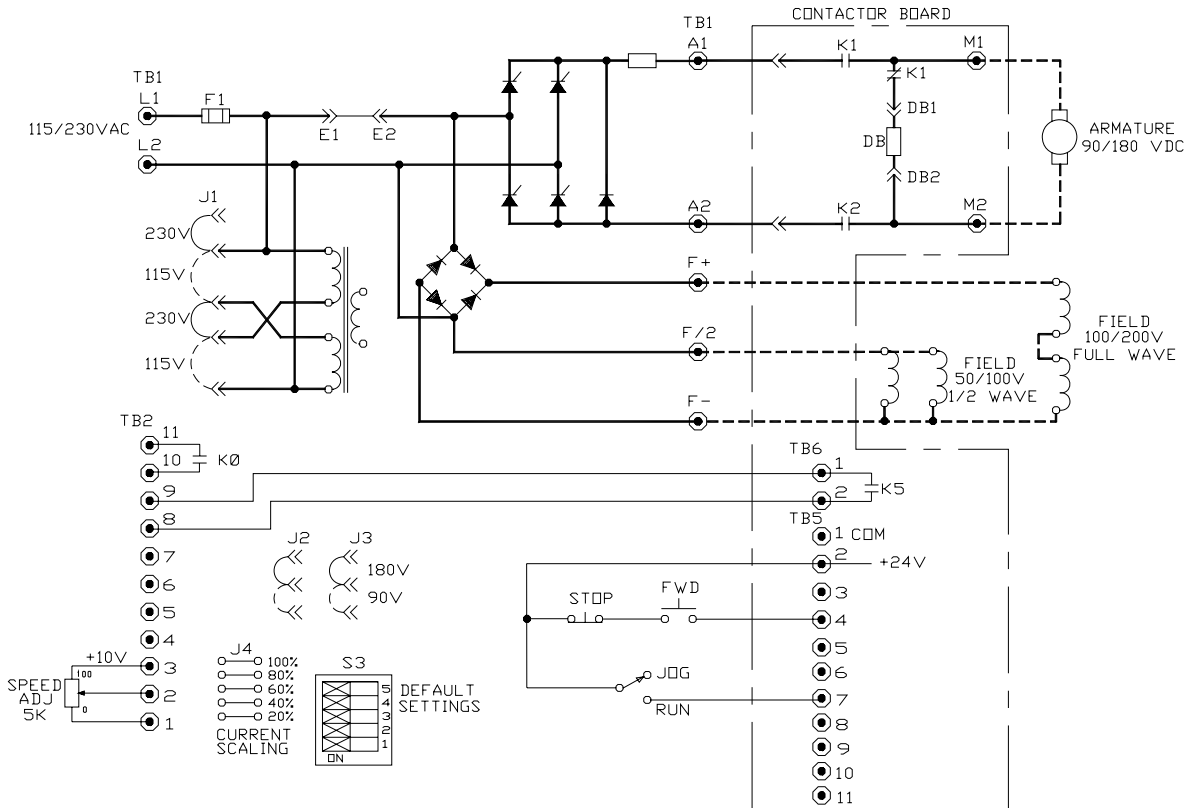 CONTACTOR BOARD
TB1
A1
K1
M1
K1
DB1
DB
DB2
ARMATURE
90/180 VDC
TB1
L1
F1
115/230VAC
E1
E2
L2
A2
K2
M2
J1
230V
115V
230V
115V
F+
F/2
F-
FIELD
100/200V
FULL WAVE
FIELD
50/100V
1/2 WAVE
TB2
11
10
KØ
9
8
7
6
5
4
3
2
1
+10V
100
0
SPEED
ADJ
5K
J2
J3
180V
90V
J4
100%
80%
60%
40%
20%
CURRENT
SCALING
S3
5
4
3
2
1
ON
DEFAULT
SETTINGS
TB6
1
2
K5
TB5
1 COM
2
+24V
3
4
5
6
7
8
9
10
11
STOP
FWD
JOG
RUN